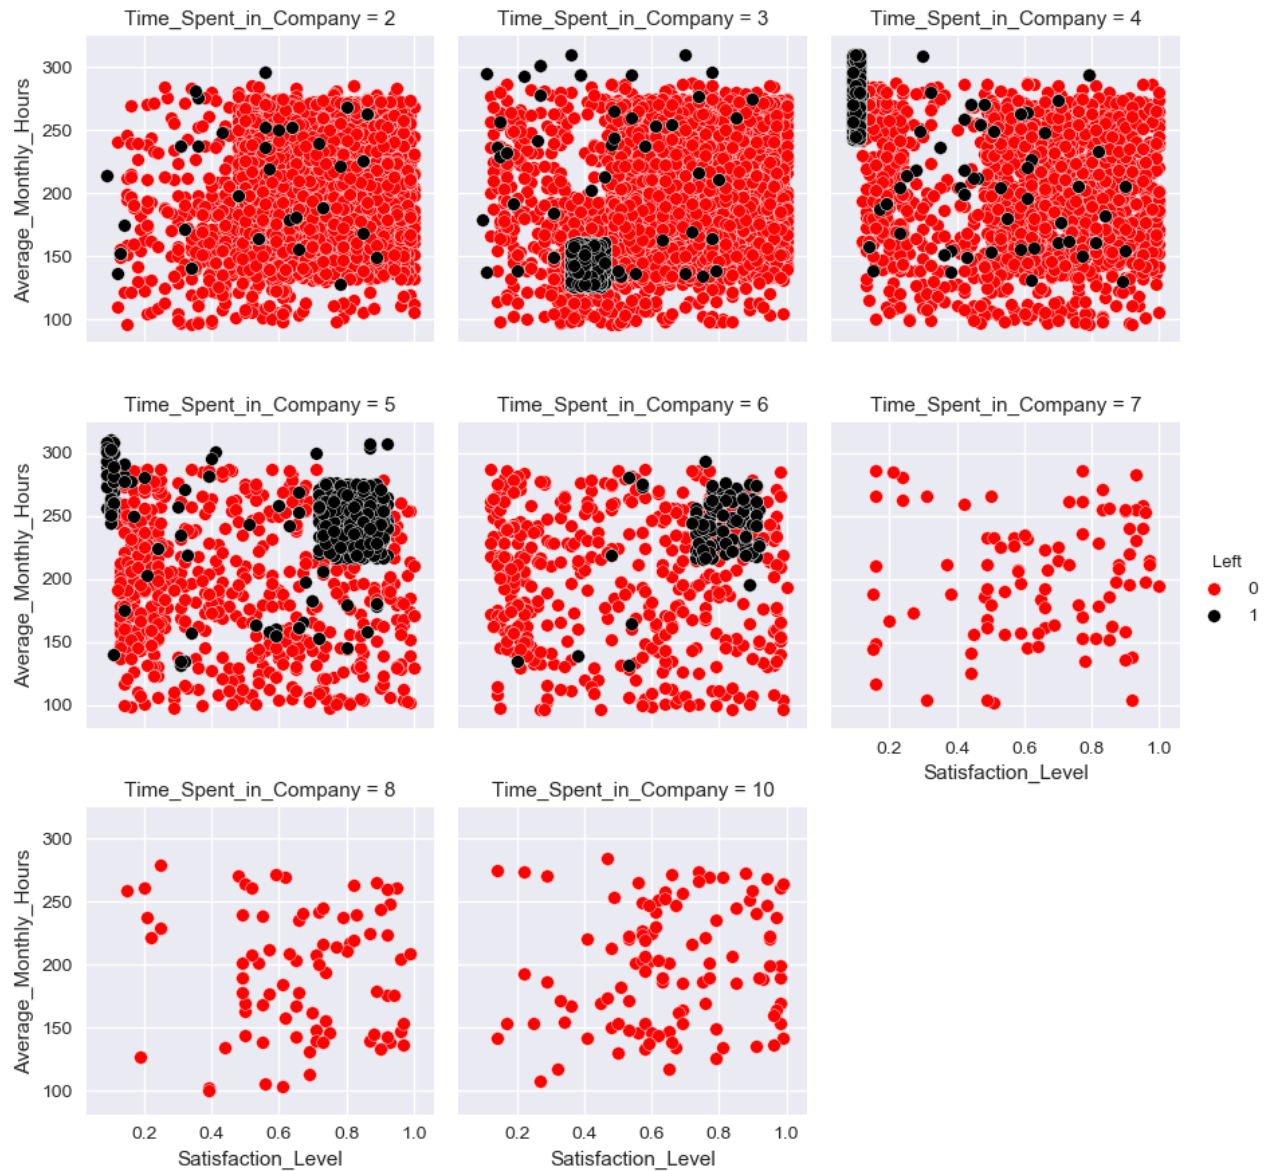 Time_Spent_in_Company = 2
Time_Spent_in_Company = 3
Time_Spent_in_Company = 4
300
250
200
150
100
Average_Monthly_Hours
Time_Spent_in_Company = 5
Time_Spent_in_Company = 6
Time_Spent_in_Company = 7
300
250
200
150
100
Average_Monthly_Hours
0.2 0.4 0.6 0.8 1.0
Satisfaction_Level
Left
0
1
Time_Spent_in_Company = 8
Time_Spent_in_Company = 10
300
250
200
150
100
Average_Monthly_Hours
0.2 0.4 0.6 0.8 1.0
Satisfaction_Level
0.2 0.4 0.6 0.8 1.0
Satisfaction_Level